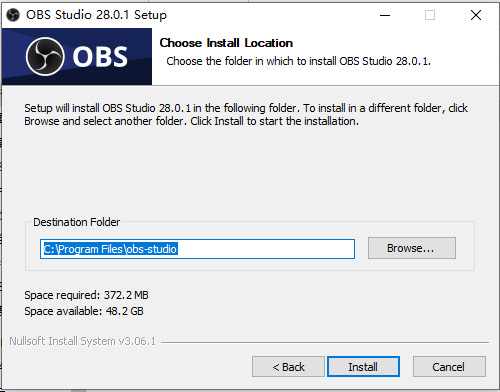 OBS Studio 28.0.1 Setup
OBS
Choose Install Location
Choose the folder in which to install OBS Studio 28.0.1.
Setup will install OBS Studio 28.0.1 in the following folder. To install in a different folder, click
Browse and select another folder. Click Install to start the installation.
Destination Folder
C:\Program Files\obs-studio
Browse...
Space required: 372.2 MB
Space available: 48.2 GB
Nullsoft Install System v3.06.1
< Back
Install
Cancel